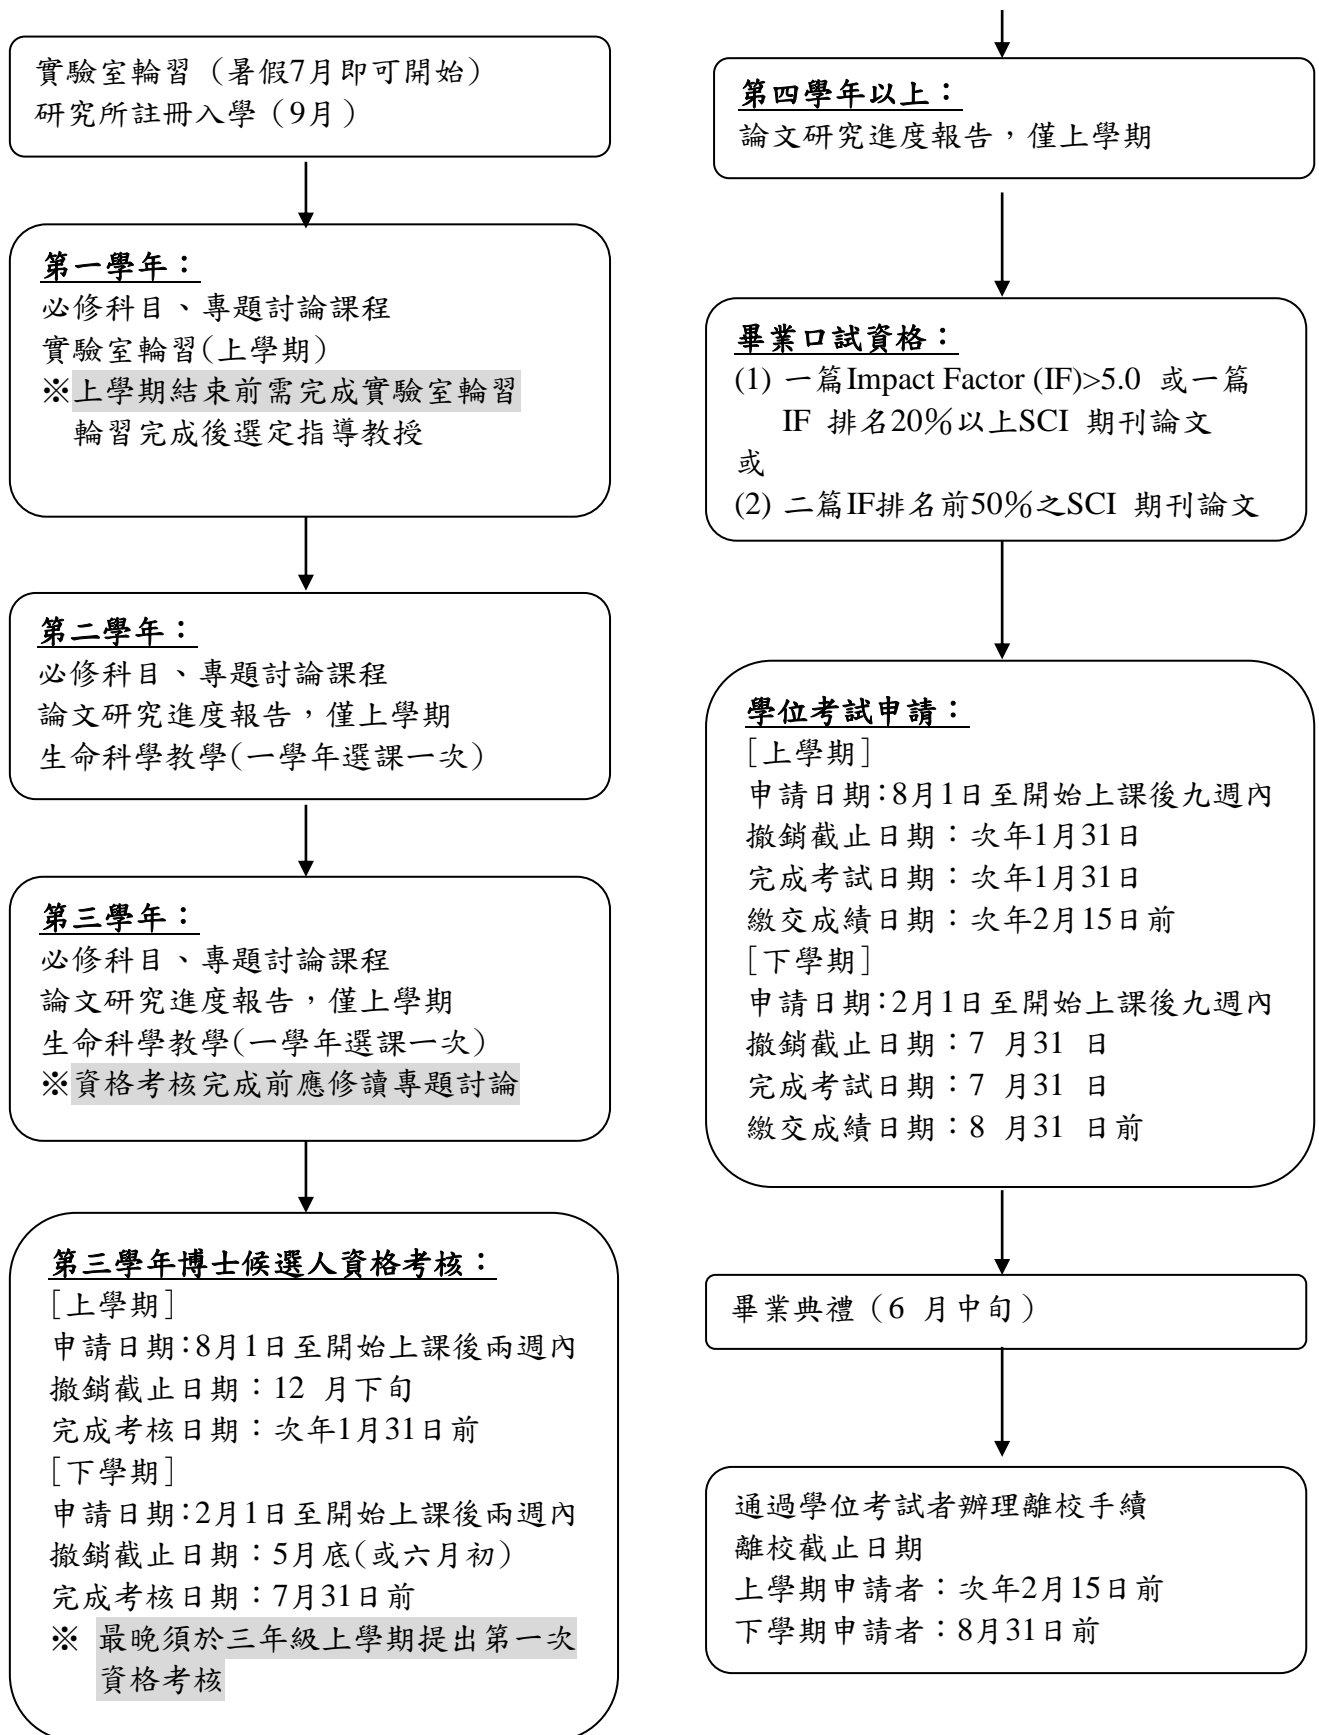 實驗室輪習（暑假7月即可開始）
研究所註冊入學（9月）
第一學年：
必修科目、專題討論課程
實驗室輪習(上學期)
※上學期結束前需完成實驗室輪習
輪習完成後選定指導教授
第二學年：
必修科目、專題討論課程
論文研究進度報告，僅上學期
生命科學教學(一學年選課一次)
第三學年：
必修科目、專題討論課程
論文研究進度報告，僅上學期
生命科學教學(一學年選課一次)
※資格考核完成前應修讀專題討論
第三學年博士候選人資格考核：
[上學期]
申請日期:8月1日至開始上課後兩週內
撤銷截止日期：12 月下旬
完成考核日期：次年1月31日前
[下學期]
申請日期:2月1日至開始上課後兩週內
撤銷截止日期：5月底(或六月初)
完成考核日期：7月31日前
※ 最晚須於三年級上學期提出第一次
資格考核
第四學年以上：
論文研究進度報告，僅上學期
畢業口試資格：
(1) 一篇Impact Factor (IF)>5.0 或一篇
IF 排名20％以上SCI 期刊論文
或
(2) 二篇IF排名前50％之SCI 期刊論文
學位考試申請：
[上學期]
申請日期:8月1日至開始上課後九週內
撤銷截止日期：次年1月31日
完成考試日期：次年1月31日
繳交成績日期：次年2月15日前
[下學期]
申請日期:2月1日至開始上課後九週內
撤銷截止日期：7 月31 日
完成考試日期：7 月31 日
繳交成績日期：8 月31 日前
畢業典禮（6 月中旬）
通過學位考試者辦理離校手續
離校截止日期
上學期申請者：次年2月15日前
下學期申請者：8月31日前